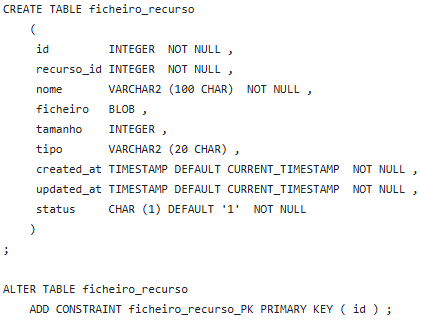 CREATE TABLE ficheiro_recurso
(
id INTEGER NOT NULL ,
recurso_id INTEGER NOT NULL ,
nome VARCHAR2 (100 CHAR) NOT NULL ,
ficheiro BLOB ,
tamanho INTEGER ,
tipo VARCHAR2 (20 CHAR) ,
created_at TIMESTAMP DEFAULT CURRENT_TIMESTAMP NOT NULL ,
updated_at TIMESTAMP DEFAULT CURRENT_TIMESTAMP NOT NULL ,
status CHAR (1) DEFAULT '1' NOT NULL
)
;
ALTER TABLE ficheiro_recurso
ADD CONSTRAINT ficheiro_recurso_PK PRIMARY KEY ( id ) ;